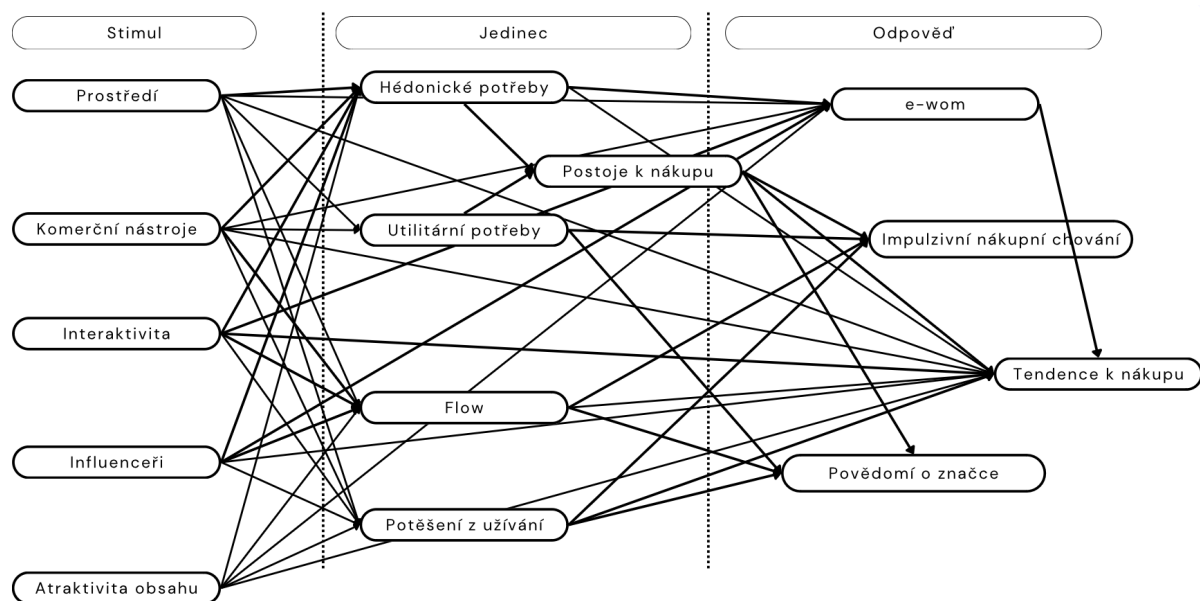 Stimul
Jedinec
Odpověď
Prostředí
Hédonické potřeby
e-wom
Postoje k nákupu
Komerční nástroje
Utilitární potřeby
Impulzivní nákupní chování
Interaktivita
Tendence k nákupu
Flow
Influenceři
Povědomí o značce
Potěšení z užívání
Atraktivita obsahu